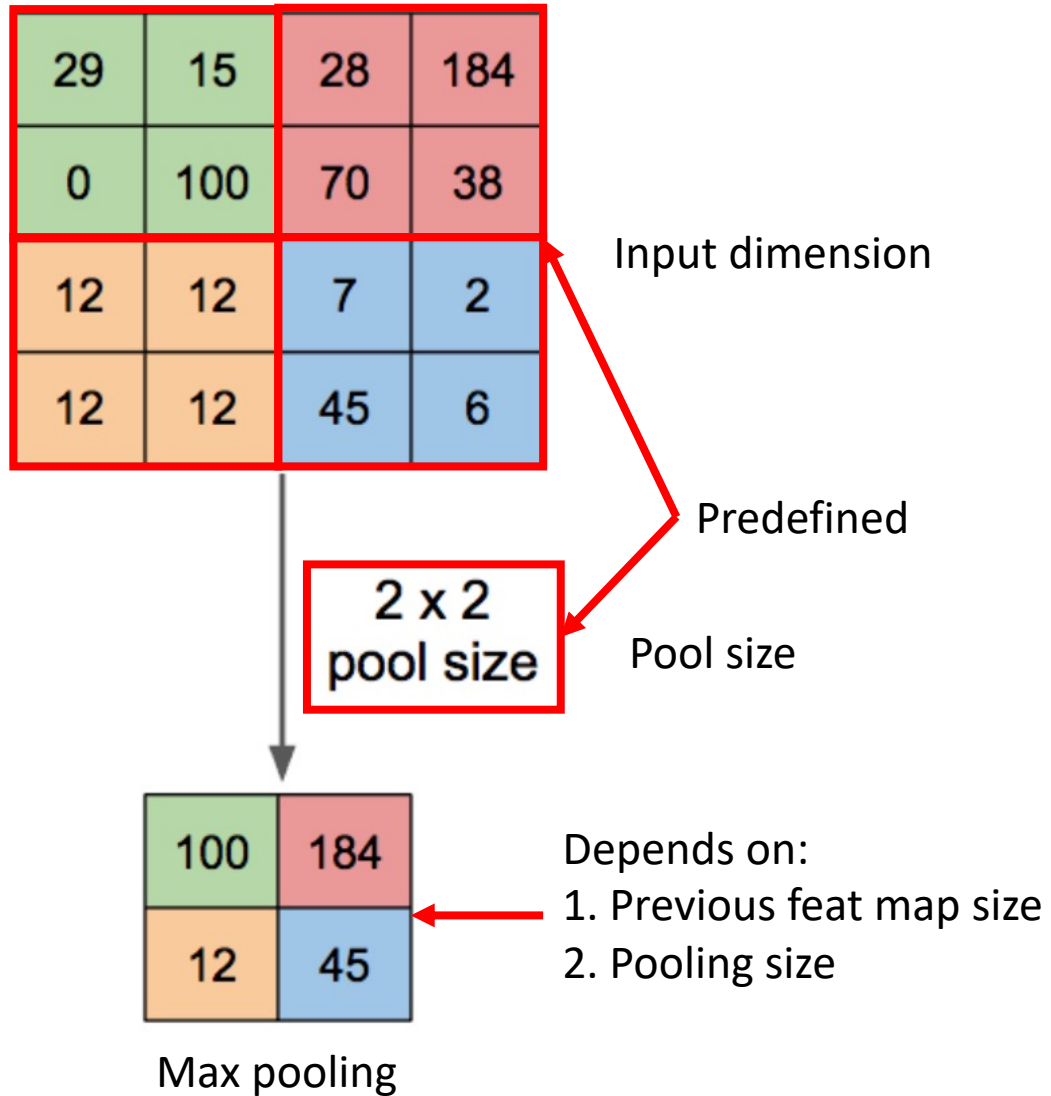 29 15 28 184
0 100 70 38
Input dimension
12 12 7 2
12 12 45 6
Predefined
2 x 2
pool size
Pool size
100 184
12 45
Depends on:
1. Previous feat map size
2. Pooling size
Max pooling